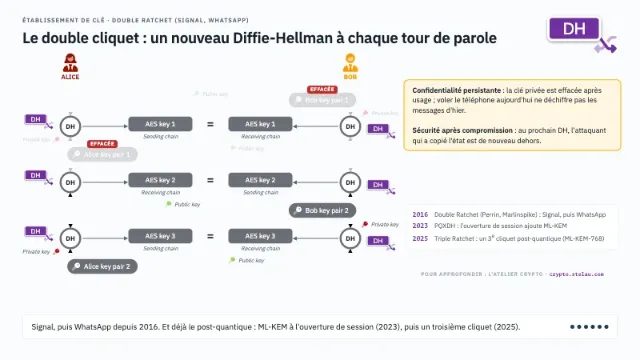 ÉTABLISSEMENT DE CLÉ · DOUBLE RATCHET (SIGNAL, WHATSAPP)
Le double cliquet : un nouveau Diffie-Hellman à chaque tour de parole
DH
ALICE
BOB
Confidentialité persistante : la clé privée est effacée après
usage ; voler le téléphone aujourd'hui ne déchiffre pas les
messages d'hier.
Sécurité après compromission : au prochain DH, l'attaquant
qui a copié l'état est de nouveau dehors.
Public key
EFFACÉE
Bob key pair 1
Private key
DH
DH
AES key 1
=
AES key 1
DH
DH
Sending chain
Receiving chain
Private key
Public key
EFFACÉE
Alice key pair 1
DH
DH
AES key 2
=
AES key 2
DH
DH
Receiving chain
Sending chain
Public key
Bob key pair 2
Private key
DH
DH
AES key 3
=
AES key 3
DH
DH
Sending chain
Receiving chain
Private key
Public key
Alice key pair 2
2016 Double Ratchet (Perrin, Marlinspike) : Signal, puis WhatsApp
2023 PQXDH : l'ouverture de session ajoute ML-KEM
2025 Triple Ratchet : un 3e cliquet post-quantique (ML-KEM-768)
POUR APPROFONDIR : L'ATELIER CRYPTO · crypto.stalau.com
Signal, puis WhatsApp depuis 2016. Et déjà le post-quantique : ML-KEM à l'ouverture de session (2023), puis un troisième cliquet (2025).